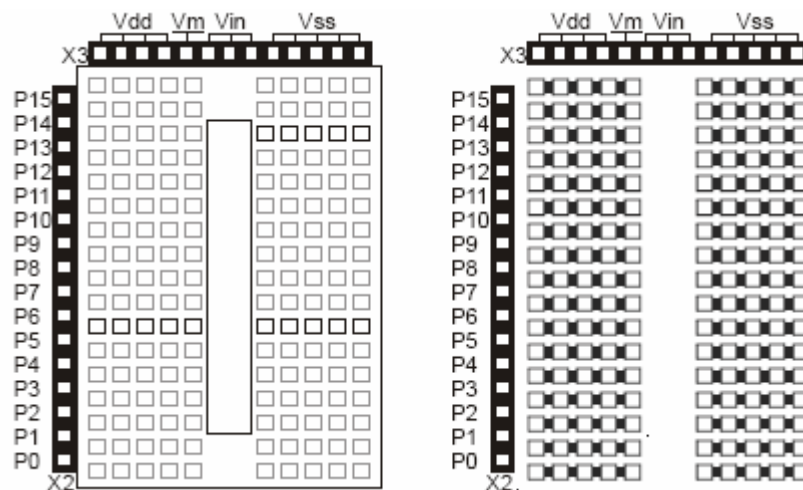 Vdd Vm Vin Vss
X3
P15
P14
P13
P12
P11
P10
P9
P8
P7
P6
P5
P4
P3
P2
P1
P0
X2
Vdd Vm Vin Vss
X3
P15
P14
P13
P12
P11
P10
P9
P8
P7
P6
P5
P4
P3
P2
P1
P0
X2